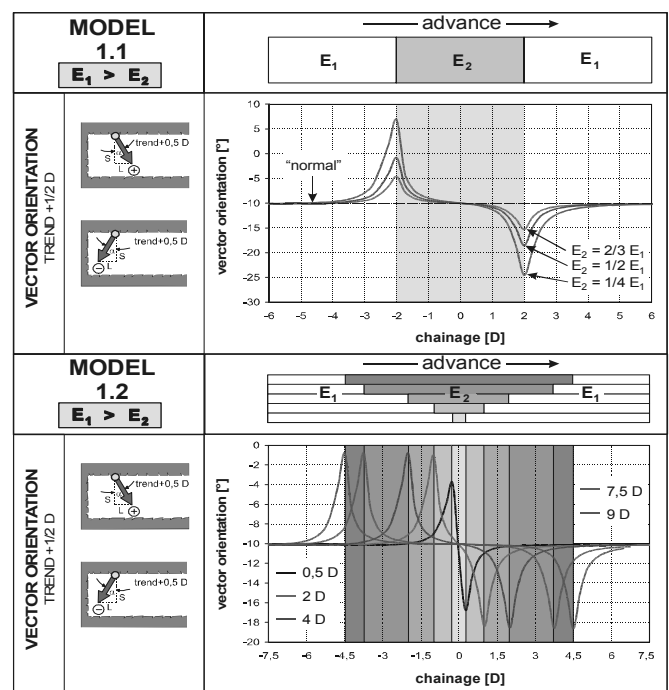 MODEL
1.1
E₁ > E₂
advance
E₁ E₂ E₁
VECTOR ORIENTATION
TREND +1/2 D
trend+0,5 D
S α
L ⊕
trend+0,5 D
α S
⊖ L
verctor orientation [°]
10
5
0
-5
-10
-15
-20
-25
-30
"normal"
E₂ = 2/3 E₁
E₂ = 1/2 E₁
E₂ = 1/4 E₁
-6 -5 -4 -3 -2 -1 0 1 2 3 4 5 6
chainage [D]
MODEL
1.2
E₁ > E₂
advance
E₁ E₂ E₁
VECTOR ORIENTATION
TREND +1/2 D
trend+0,5 D
S α
L ⊕
trend+0,5 D
α S
⊖ L
vector orientation [°]
0
-2
-4
-6
-8
-10
-12
-14
-16
-18
-20
7,5 D
9 D
0,5 D
2 D
4 D
-7,5 -6 -4,5 -3 -1,5 0 1,5 3 4,5 6 7,5
chainage [D]